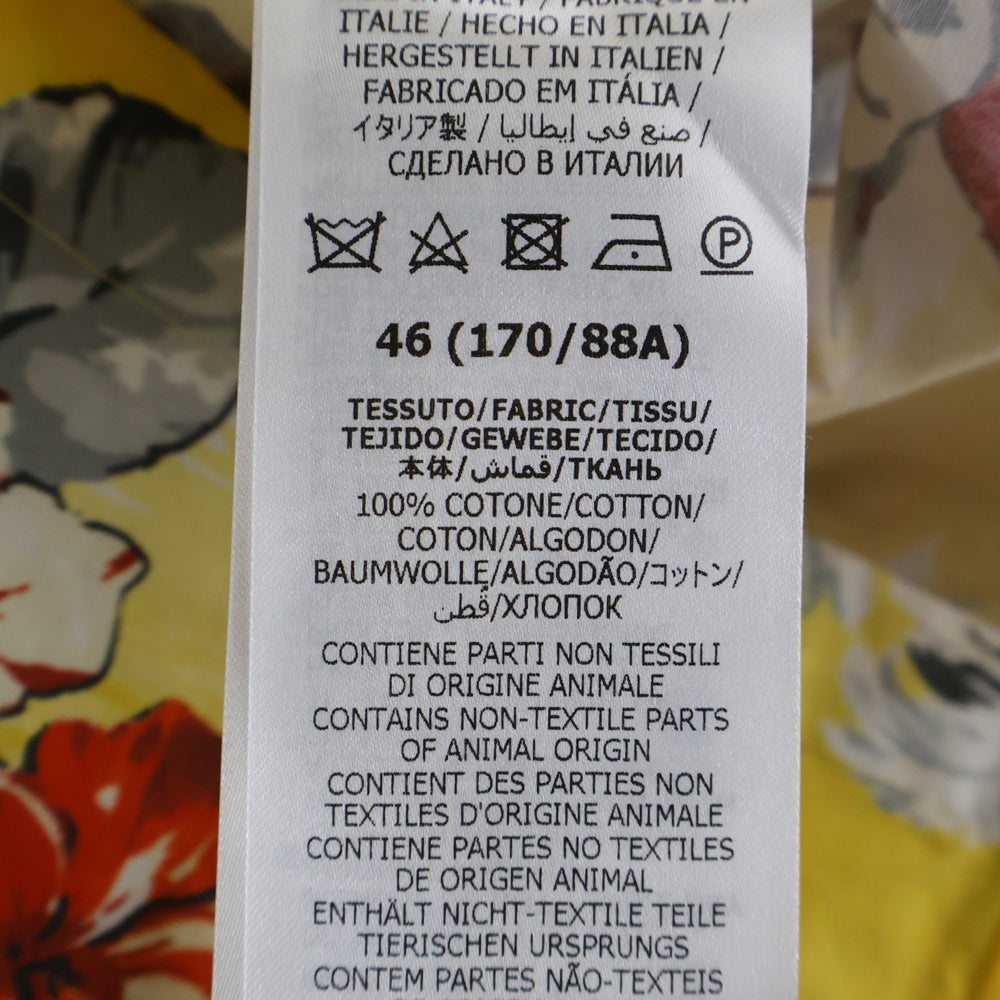 ITALIE / HECHO EN ITALIA /
HERGESTELLT IN ITALIEN /
FABRICADO EM ITÁLIA /
イタリア製 / صنع في إيطاليا /
СДЕЛАНО В ИТАЛИИ
P
46 (170/88A)
TESSUTO/FABRIC/TISSU/
TEJIDO/GEWEBE/TECIDO/
本体/قماش/ТКАНЬ
100% COTONE/COTTON/
COTON/ALGODON/
BAUMWOLLE/ALGODÃO/コットン/
قُطن/ХЛОПОК
CONTIENE PARTI NON TESSILI
DI ORIGINE ANIMALE
CONTAINS NON-TEXTILE PARTS
OF ANIMAL ORIGIN
CONTIENT DES PARTIES NON
TEXTILES D'ORIGINE ANIMALE
CONTIENE PARTES NO TEXTILES
DE ORIGEN ANIMAL
ENTHÄLT NICHT-TEXTILE TEILE
TIERISCHEN URSPRUNGS
CONTEM PARTES NÃO-TEXTEIS